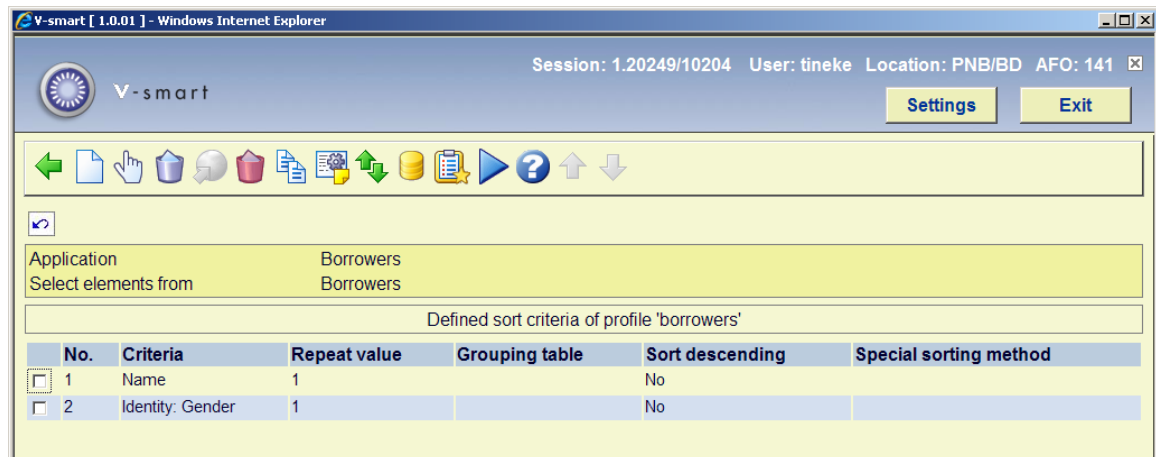 V-smart [ 1.0.01 ] - Windows Internet Explorer
Session: 1.20249/10204 User: tineke Location: PNB/BD AFO: 141
V-smart
Settings Exit
Application Borrowers
Select elements from Borrowers
Defined sort criteria of profile 'borrowers'
No. Criteria Repeat value Grouping table Sort descending Special sorting method
1 Name 1 No
2 Identity: Gender 1 No